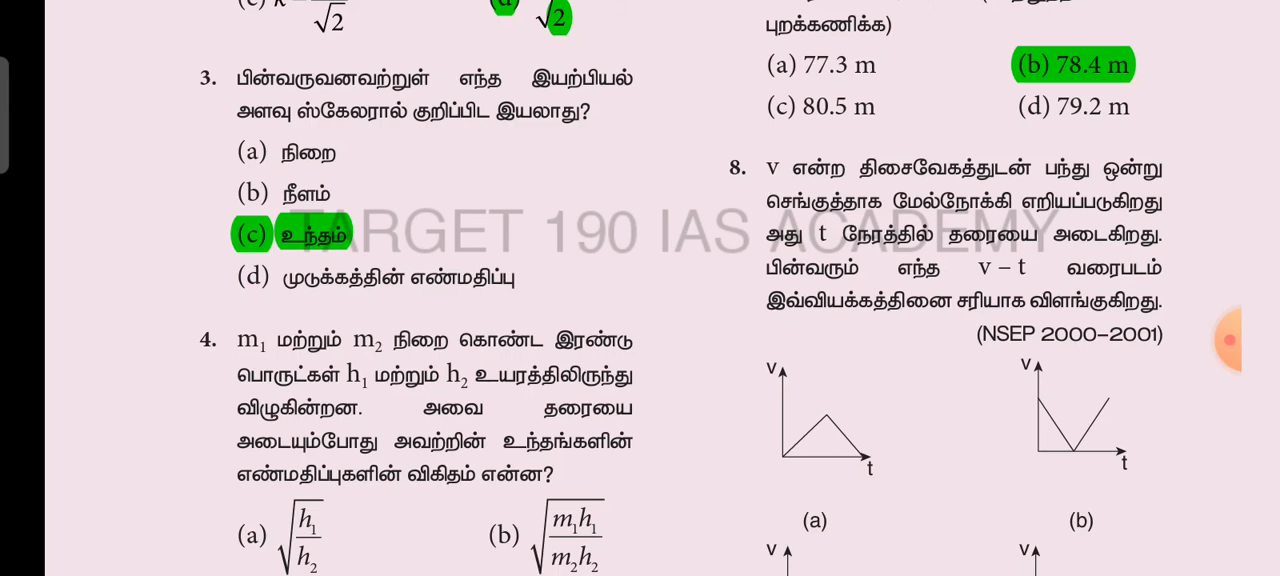 √2
√2
3. பின்வருவனவற்றுள் எந்த இயற்பியல்
அளவு ஸ்கேலரால் குறிப்பிட இயலாது?
(a) நிறை
(b) நீளம்
(c) உந்தம்
(d) முடுக்கத்தின் எண்மதிப்பு
4. m₁ மற்றும் m₂ நிறை கொண்ட இரண்டு
பொருட்கள் h₁ மற்றும் h₂ உயரத்திலிருந்து
விழுகின்றன. அவை தரையை
அடையும்போது அவற்றின் உந்தங்களின்
எண்மதிப்புகளின் விகிதம் என்ன?
(a) √(h₁/h₂) (b) √(m₁h₁/m₂h₂)
புறக்கணிக்க)
(a) 77.3 m (b) 78.4 m
(c) 80.5 m (d) 79.2 m
8. v என்ற திசைவேகத்துடன் பந்து ஒன்று
செங்குத்தாக மேல்நோக்கி எறியப்படுகிறது
அது t நேரத்தில் தரையை அடைகிறது.
பின்வரும் எந்த v – t வரைபடம்
இவ்வியக்கத்தினை சரியாக விளங்குகிறது.
(NSEP 2000–2001)
v v
t t
(a) (b)
v v
TARGET 190 IAS ACADEMY